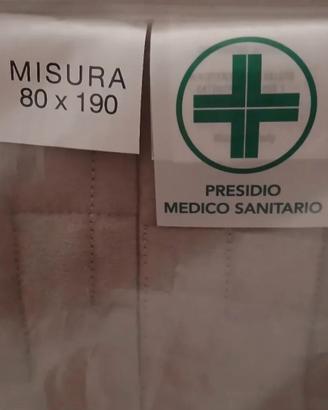 MISURA
80 x 190
PRESIDIO
MEDICO SANITARIO